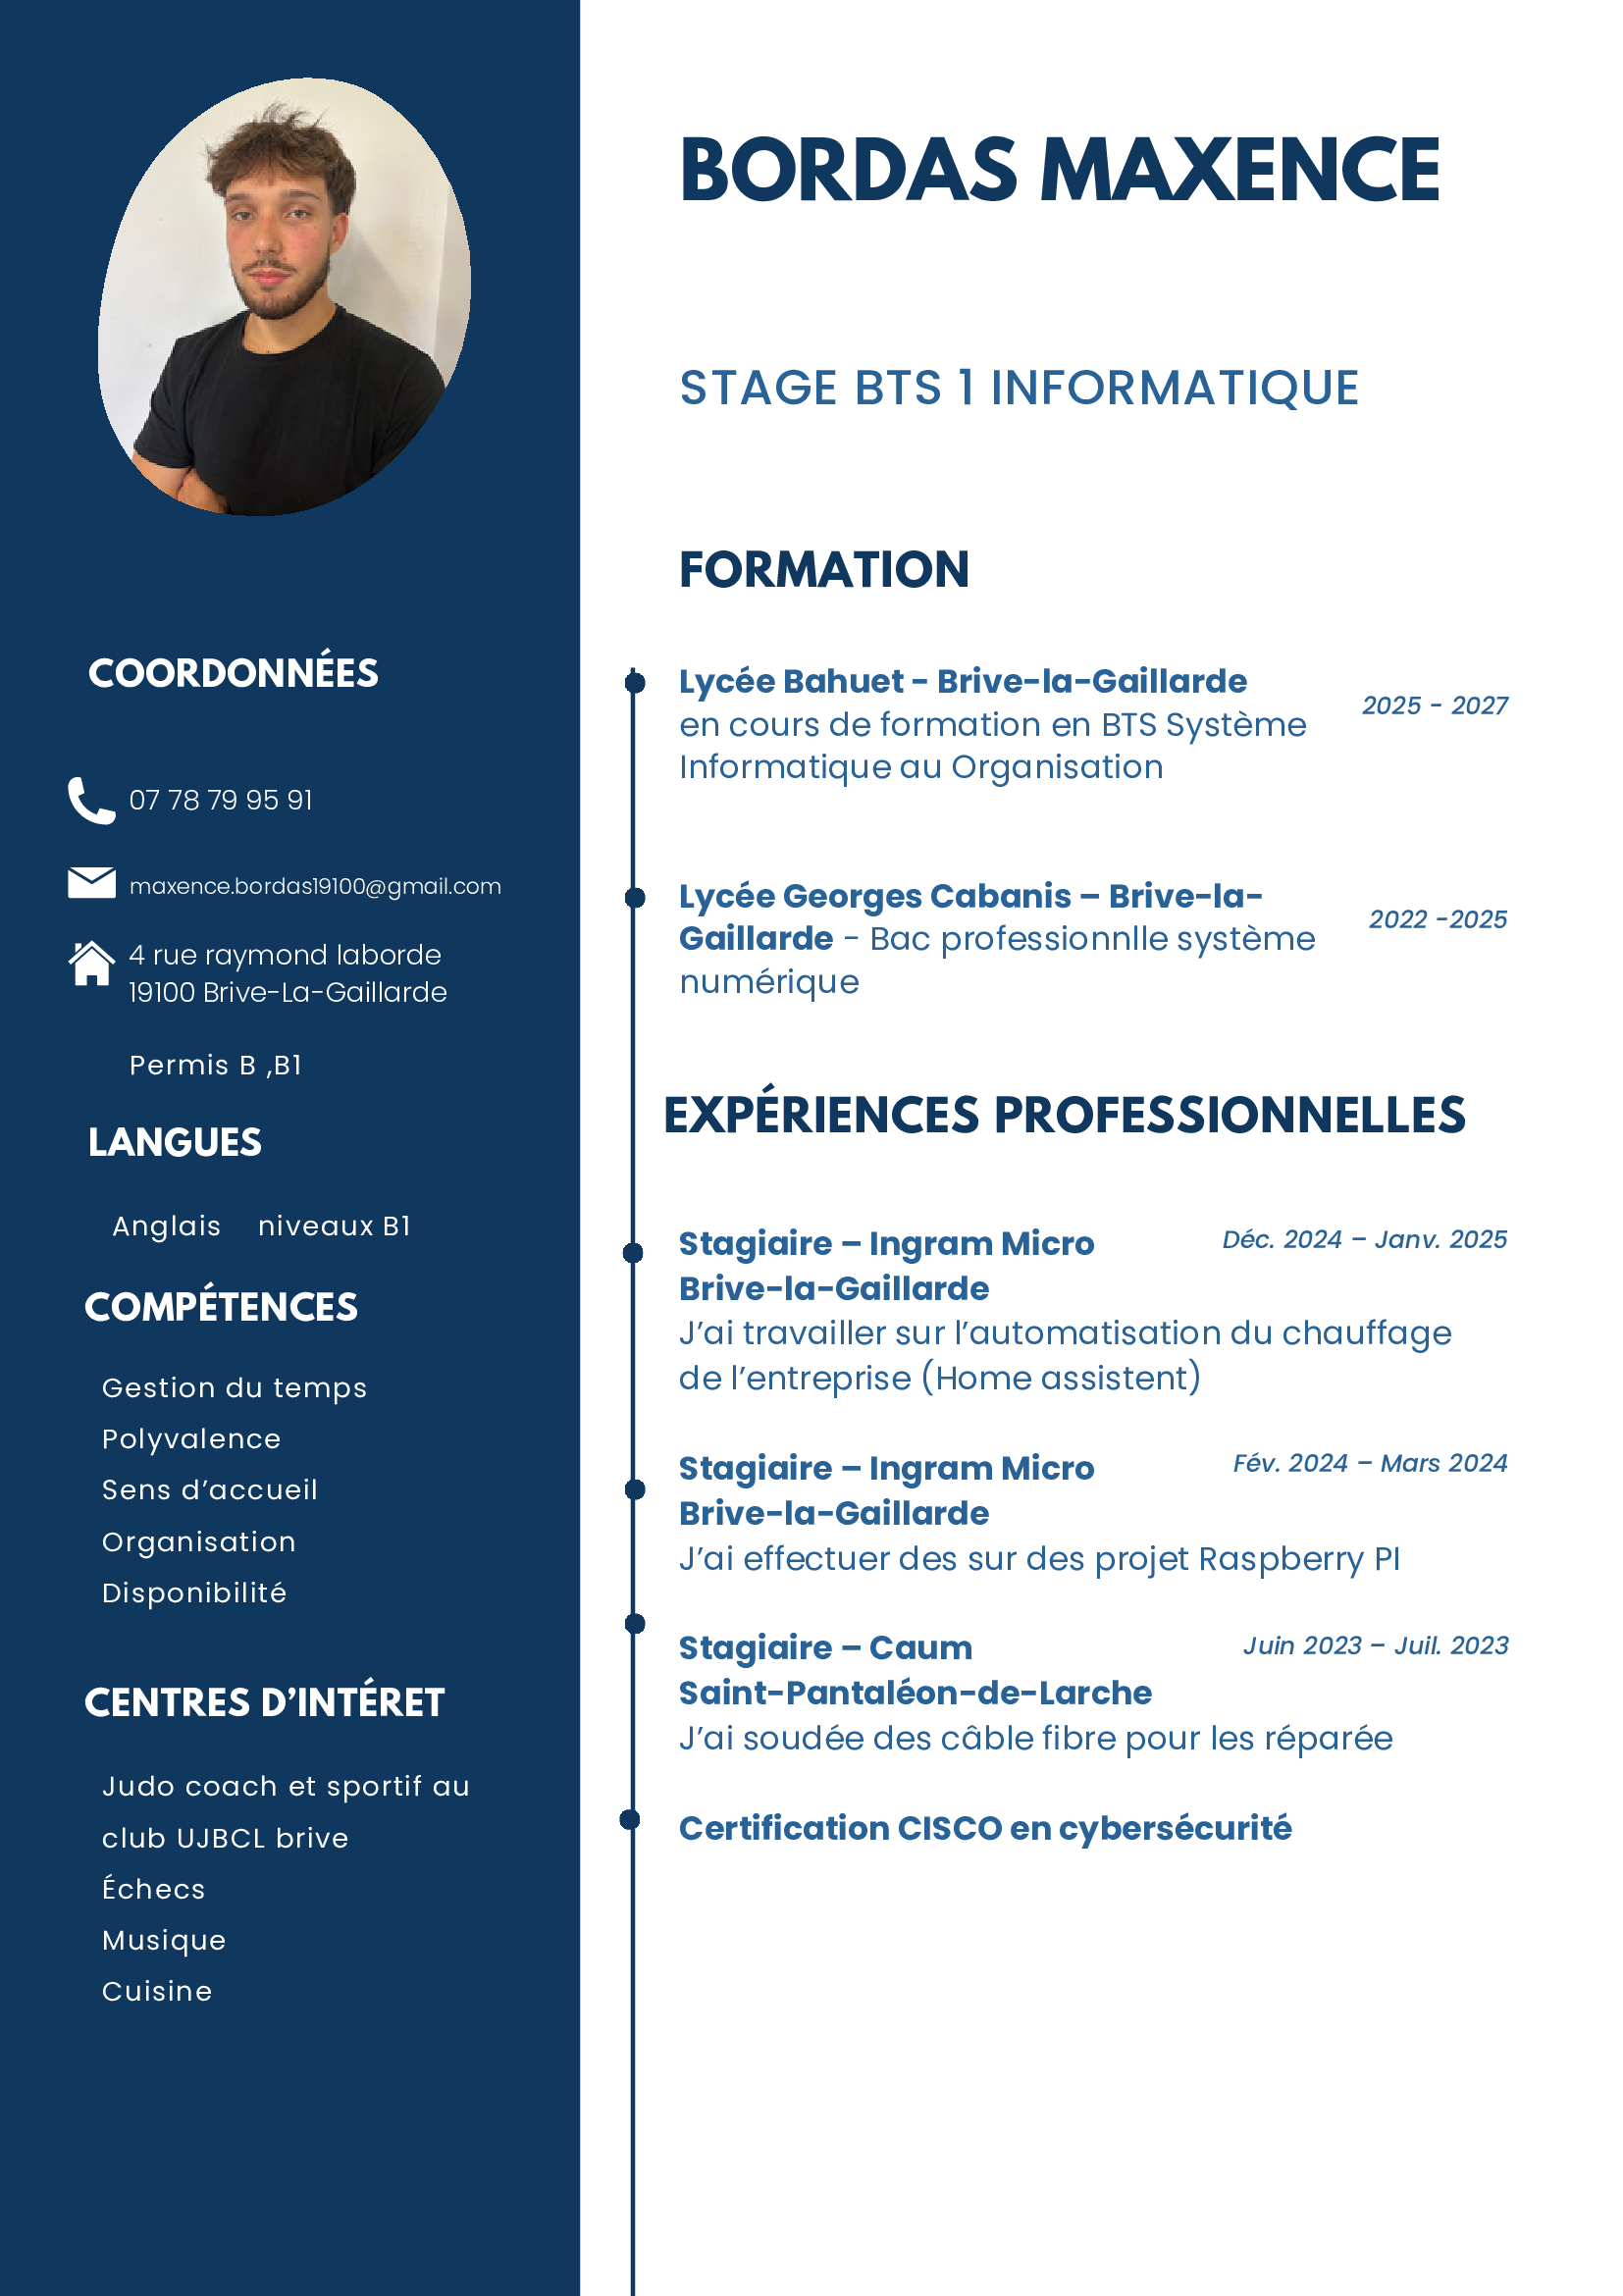 BORDAS MAXENCE
STAGE BTS 1 INFORMATIQUE
COORDONNÉES
07 78 79 95 91
maxence.bordas19100@gmail.com
4 rue raymond laborde
19100 Brive-La-Gaillarde
Permis B ,B1
LANGUES
Anglais niveaux B1
COMPÉTENCES
Gestion du temps
Polyvalence
Sens d’accueil
Organisation
Disponibilité
CENTRES D’INTÉRET
Judo coach et sportif au
club UJBCL brive
Échecs
Musique
Cuisine
FORMATION
Lycée Bahuet - Brive-la-Gaillarde
2025 - 2027
en cours de formation en BTS Système
Informatique au Organisation
Lycée Georges Cabanis – Brive-la-
2022 -2025
Gaillarde - Bac professionnlle système
numérique
EXPÉRIENCES PROFESSIONNELLES
Stagiaire – Ingram Micro
Déc. 2024 – Janv. 2025
Brive-la-Gaillarde
J’ai travailler sur l’automatisation du chauffage
de l’entreprise (Home assistent)
Stagiaire – Ingram Micro
Fév. 2024 – Mars 2024
Brive-la-Gaillarde
J’ai effectuer des sur des projet Raspberry PI
Stagiaire – Caum
Juin 2023 – Juil. 2023
Saint-Pantaléon-de-Larche
J’ai soudée des câble fibre pour les réparée
Certification CISCO en cybersécurité